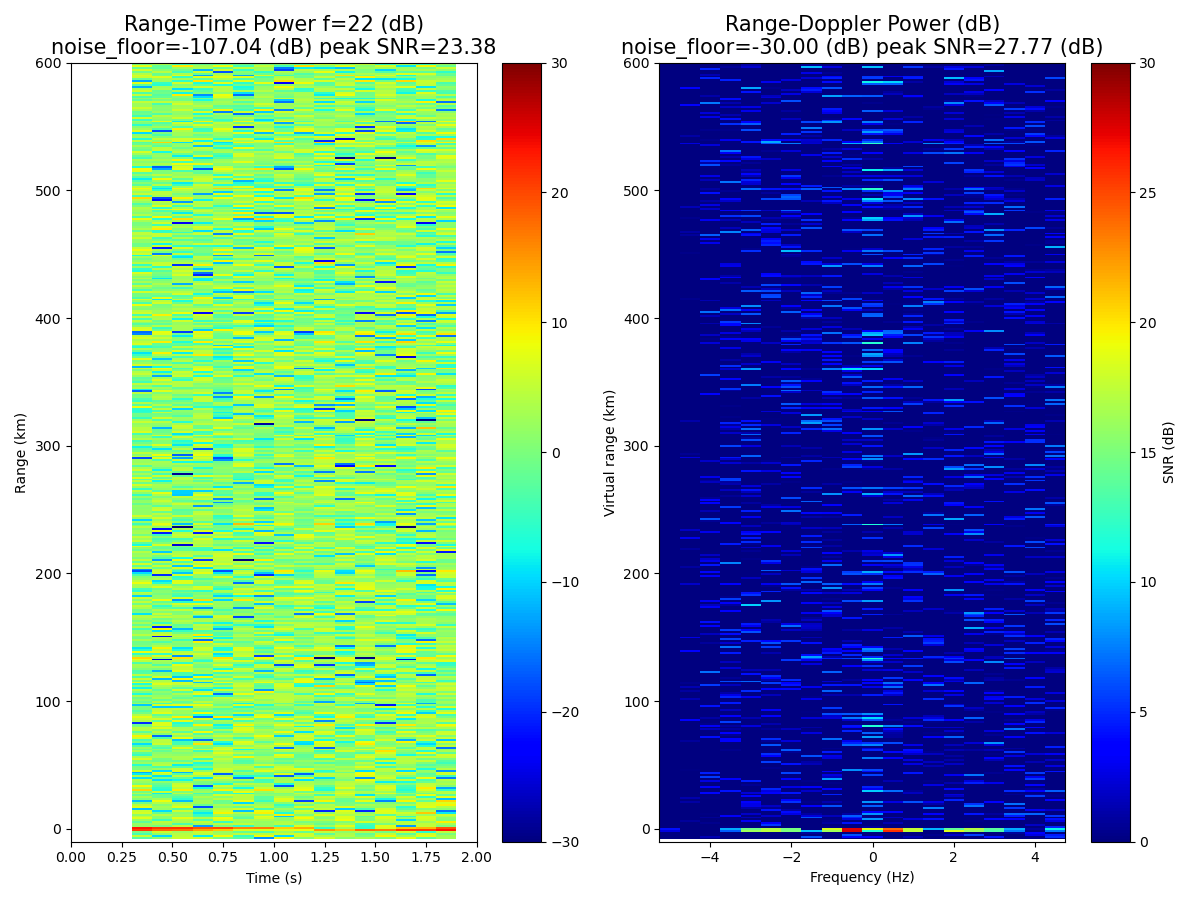 Range-Time Power f=22 (dB)
noise_floor=-107.04 (dB) peak SNR=23.38
Range-Doppler Power (dB)
noise_floor=-30.00 (dB) peak SNR=27.77 (dB)
600
500
400
300
200
100
0
Range (km)
0.00 0.25 0.50 0.75 1.00 1.25 1.50 1.75 2.00
Time (s)
30
20
10
0
−10
−20
−30
600
500
400
300
200
100
0
Virtual range (km)
−4 −2 0 2 4
Frequency (Hz)
30
25
20
15
10
5
0
SNR (dB)